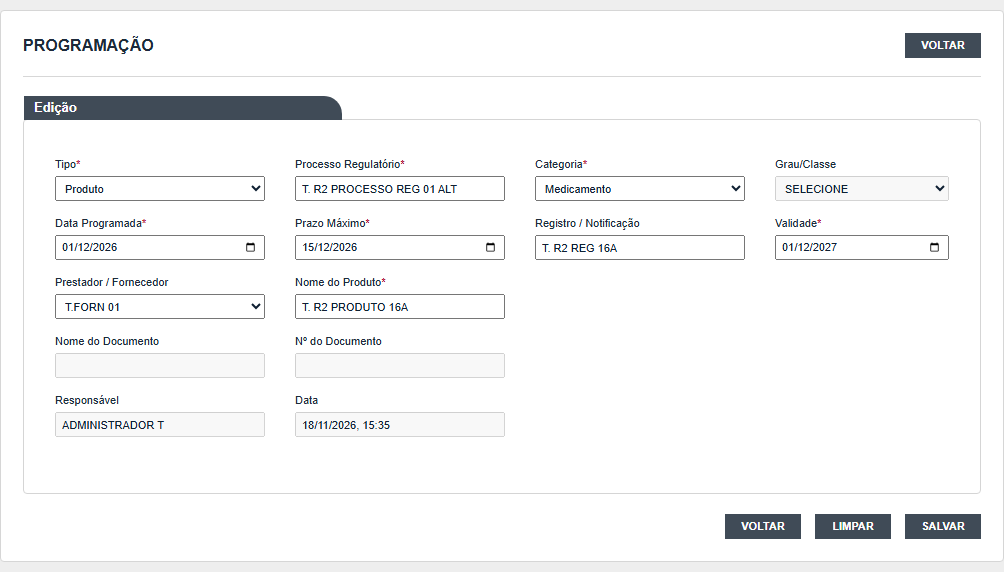 PROGRAMAÇÃO
VOLTAR
Edição
Tipo* Processo Regulatório* Categoria* Grau/Classe
Produto T. R2 PROCESSO REG 01 ALT Medicamento SELECIONE
Data Programada* Prazo Máximo* Registro / Notificação Validade*
01/12/2026 15/12/2026 T. R2 REG 16A 01/12/2027
Prestador / Fornecedor Nome do Produto*
T.FORN 01 T. R2 PRODUTO 16A
Nome do Documento Nº do Documento
Responsável Data
ADMINISTRADOR T 18/11/2026, 15:35
VOLTAR LIMPAR SALVAR